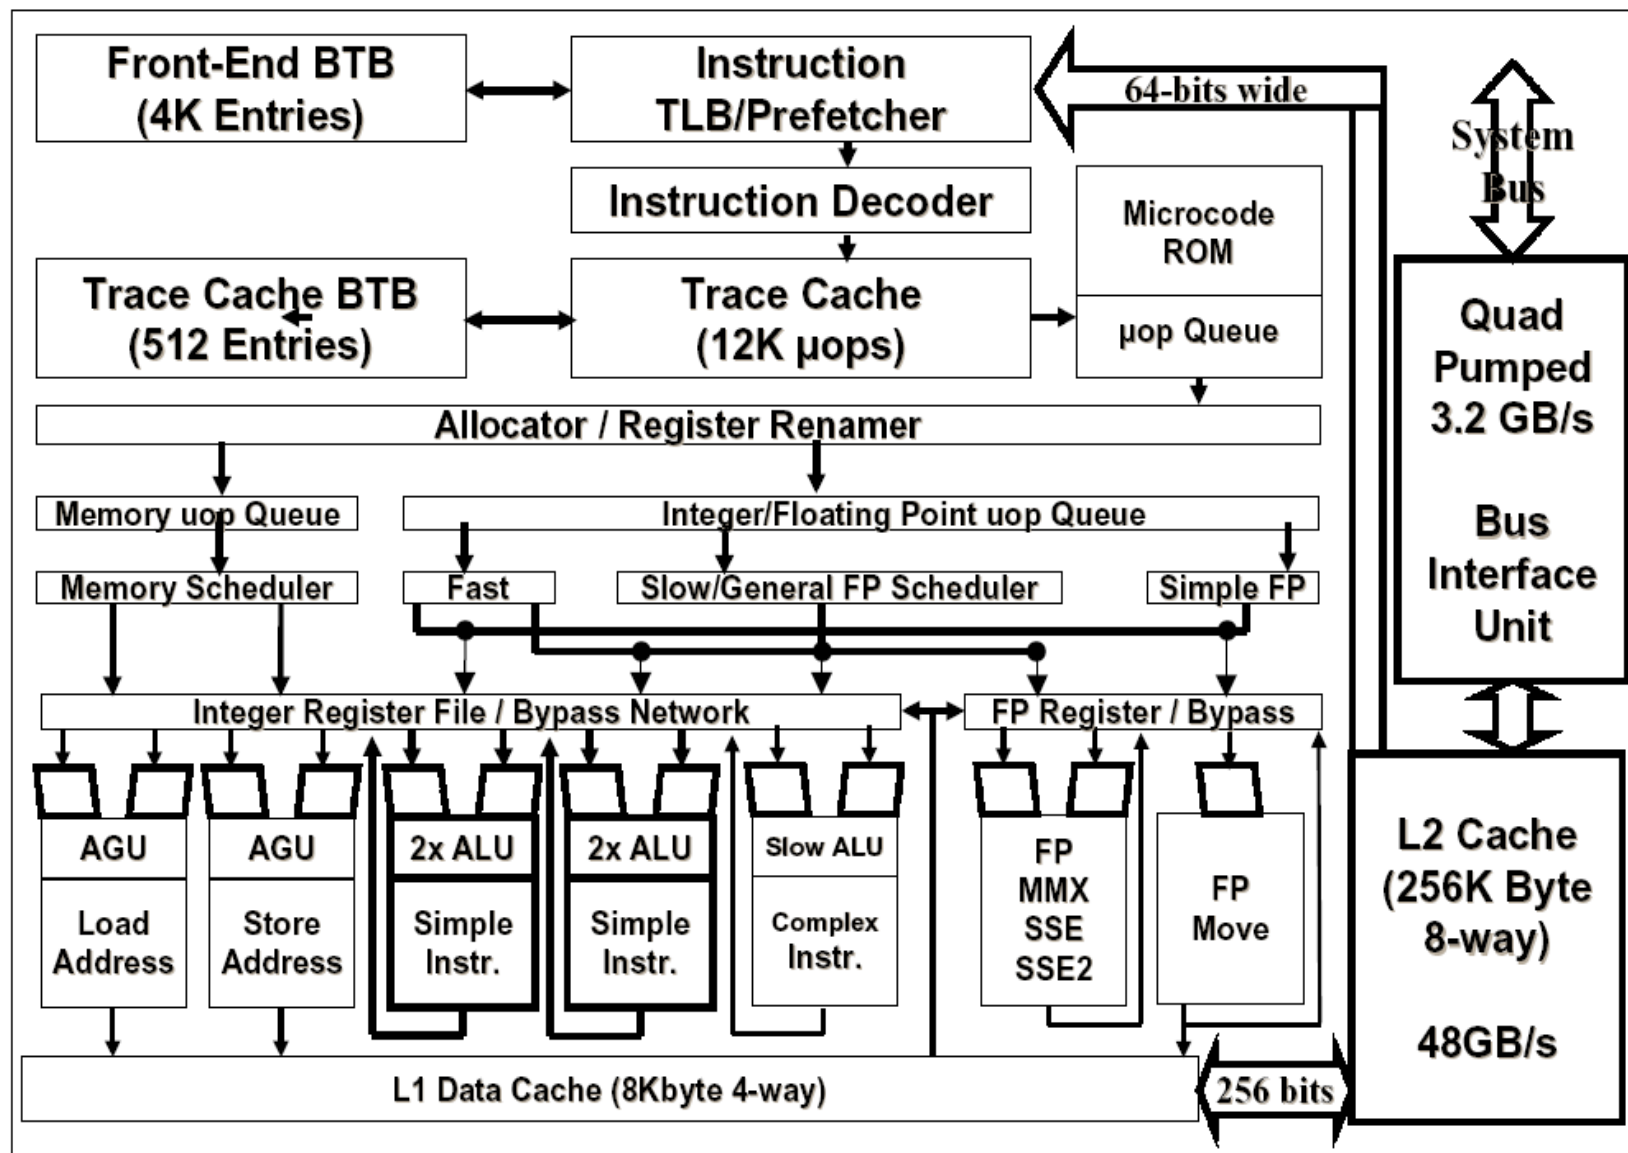 Front-End BTB
(4K Entries)
Instruction
TLB/Prefetcher
64-bits wide
System
Bus
Instruction Decoder
Microcode
ROM
Trace Cache BTB
(512 Entries)
Trace Cache
(12K µops)
µop Queue
Quad
Pumped
3.2 GB/s
Bus
Interface
Unit
Allocator / Register Renamer
Memory uop Queue
Integer/Floating Point uop Queue
Memory Scheduler
Fast
Slow/General FP Scheduler
Simple FP
Integer Register File / Bypass Network
FP Register / Bypass
AGU
Load
Address
AGU
Store
Address
2x ALU
Simple
Instr.
2x ALU
Simple
Instr.
Slow ALU
Complex
Instr.
FP
MMX
SSE
SSE2
FP
Move
L2 Cache
(256K Byte
8-way)
48GB/s
L1 Data Cache (8Kbyte 4-way)
256 bits